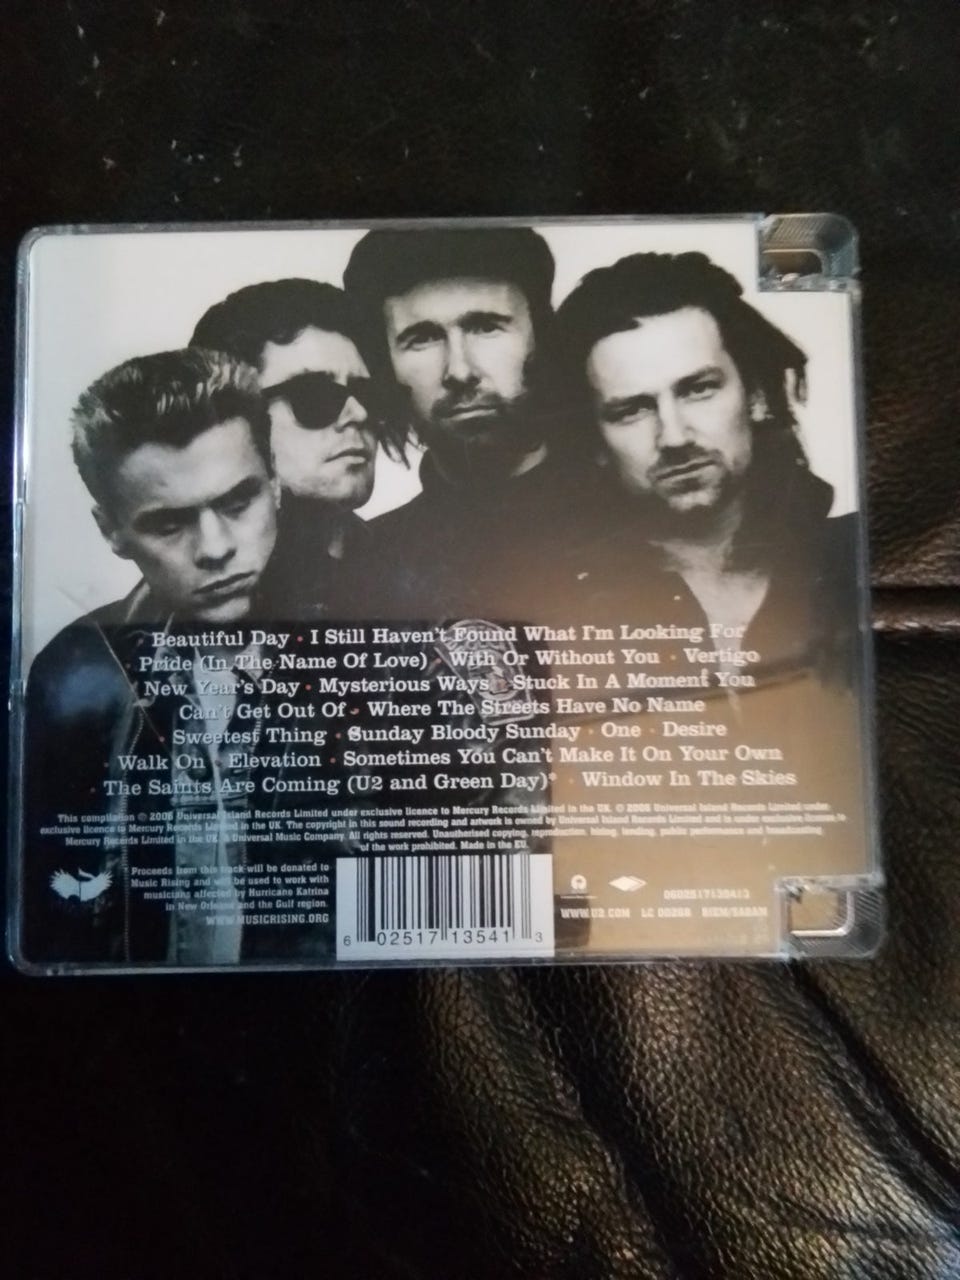 Beautiful Day • I Still Haven't Found What I'm Looking For
Pride (In The Name Of Love) • With Or Without You • Vertigo
New Year's Day • Mysterious Ways • Stuck In A Moment You
Can't Get Out Of • Where The Streets Have No Name
• Sweetest Thing • Sunday Bloody Sunday • One • Desire
• Walk On • Elevation • Sometimes You Can't Make It On Your Own
• The Saints Are Coming (U2 and Green Day)* • Window In The Skies
This compilation ℗ 2006 Universal Island Records Limited under exclusive licence to Mercury Records Limited in the UK. © 2006 Universal Island Records Limited under
exclusive licence to Mercury Records Limited in the UK. The copyright in this sound recording and artwork is owned by Universal Island Records Limited and is under exclusive licence to
Mercury Records Limited in the UK. A Universal Music Company. All rights reserved. Unauthorised copying, reproduction, hiring, lending, public performance and broadcasting
of the work prohibited. Made in the EU.
* Proceeds from this track will be donated to
Music Rising and will be used to work with
musicians affected by Hurricane Katrina
in New Orleans and the Gulf region.
WWW.MUSICRISING.ORG
6 02517 13541 3
0602517135413
WWW.U2.COM LC 00268 BIEM/SABAM